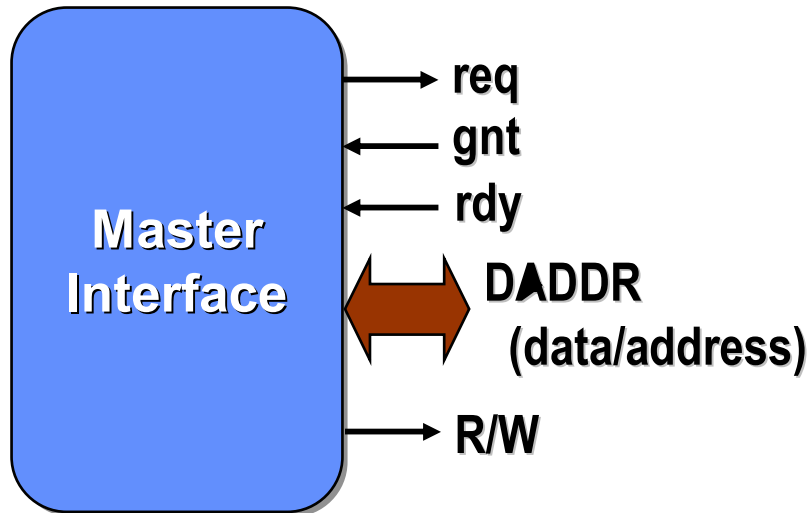 Master
Interface
req
gnt
rdy
DADDR
(data/address)
R/W